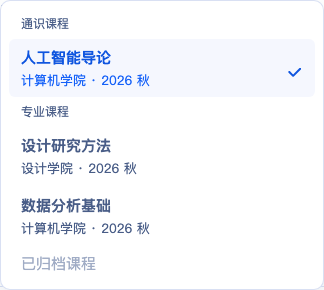 通识课程
人工智能导论
计算机学院 · 2026 秋
专业课程
设计研究方法
设计学院 · 2026 秋
数据分析基础
计算机学院 · 2026 秋
已归档课程